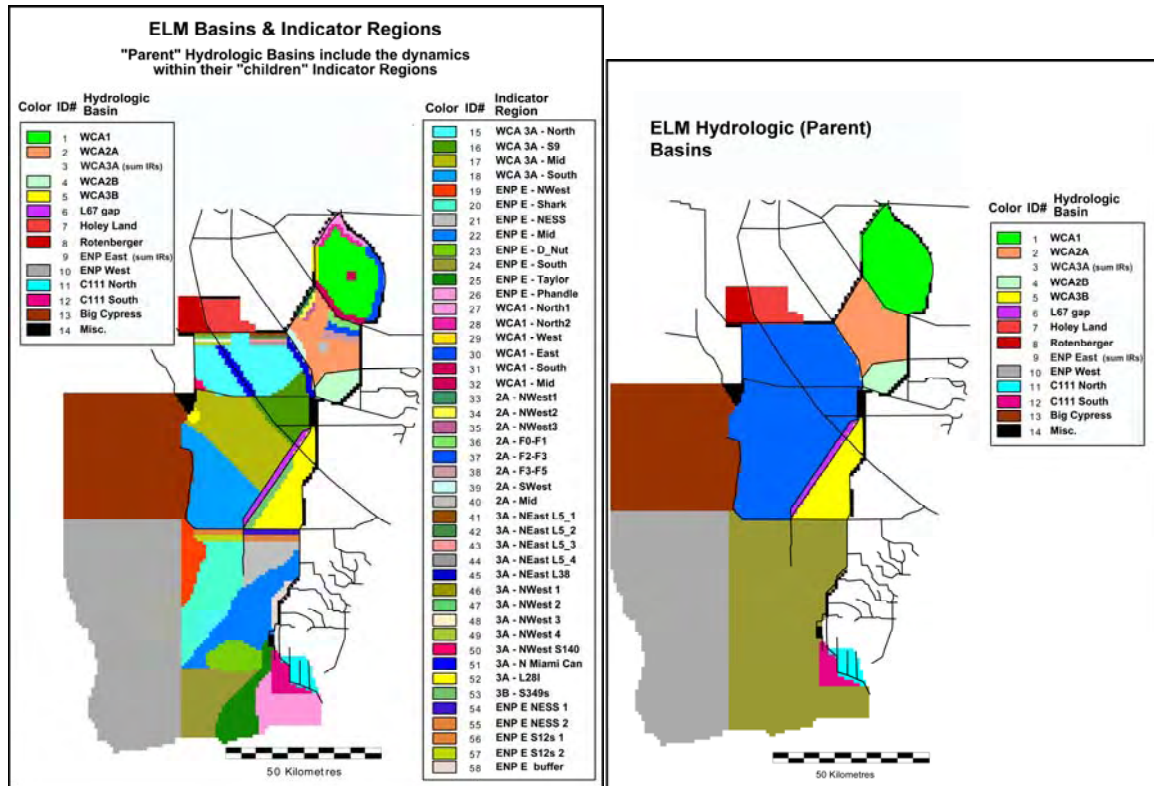 ELM Basins & Indicator Regions
"Parent" Hydrologic Basins include the dynamics
within their "children" Indicator Regions
Color ID# Hydrologic
Basin
1 WCA1
2 WCA2A
3 WCA3A (sum IRs)
4 WCA2B
5 WCA3B
6 L67 gap
7 Holey Land
8 Rotenberger
9 ENP East (sum IRs)
10 ENP West
11 C111 North
12 C111 South
13 Big Cypress
14 Misc.
Color ID# Indicator
Region
15 WCA 3A - North
16 WCA 3A - S9
17 WCA 3A - Mid
18 WCA 3A - South
19 ENP E - NWest
20 ENP E - Shark
21 ENP E - NESS
22 ENP E - Mid
23 ENP E - D_Nut
24 ENP E - South
25 ENP E - Taylor
26 ENP E - Phandle
27 WCA1 - North1
28 WCA1 - North2
29 WCA1 - West
30 WCA1 - East
31 WCA1 - South
32 WCA1 - Mid
33 2A - NWest1
34 2A - NWest2
35 2A - NWest3
36 2A - F0-F1
37 2A - F2-F3
38 2A - F3-F5
39 2A - SWest
40 2A - Mid
41 3A - NEast L5_1
42 3A - NEast L5_2
43 3A - NEast L5_3
44 3A - NEast L5_4
45 3A - NEast L38
46 3A - NWest 1
47 3A - NWest 2
48 3A - NWest 3
49 3A - NWest 4
50 3A - NWest S140
51 3A - N Miami Can
52 3A - L28I
53 3B - S349s
54 ENP E NESS 1
55 ENP E NESS 2
56 ENP E S12s 1
57 ENP E S12s 2
58 ENP E buffer
50 Kilometres
ELM Hydrologic (Parent)
Basins
Color ID# Hydrologic
Basin
1 WCA1
2 WCA2A
3 WCA3A (sum IRs)
4 WCA2B
5 WCA3B
6 L67 gap
7 Holey Land
8 Rotenberger
9 ENP East (sum IRs)
10 ENP West
11 C111 North
12 C111 South
13 Big Cypress
14 Misc.
50 Kilometres